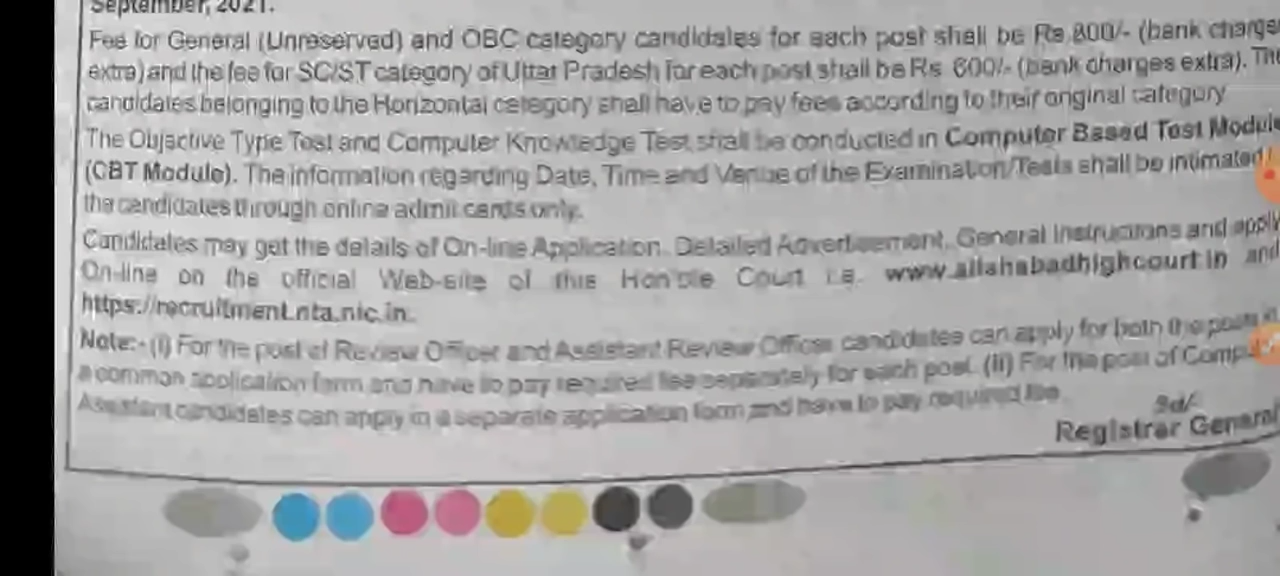 September, 2021.
Fee for General (Unreserved) and OBC category candidates for each post shall be Rs.800/- (bank charge
extra) and the fee for SC/ST category of Uttar Pradesh for each post shall be Rs 600/- (bank charges extra). The
candidates belonging to the Horizontal category shall have to pay fees according to their original category
The Objective Type Test and Computer Knowledge Test shall be conducted in Computer Based Test Module
(CBT Module). The information regarding Date, Time and Venue of the Examination/Tests shall be intimated
the candidates through online admit cards only.
Candidates may get the details of On-line Application. Detailed Advertisement, General Instructions and apply
On-line on the official Web-site of this Hon'ble Court i.e. www.allahabadhighcourt.in and
https://recruitment.nta.nic.in.
Note:- (i) For the post of Review Officer and Assistant Review Officer candidates can apply for both the posts in
a common application form and have to pay required fee separately for each post. (ii) For the post of Comp
Assistant candidates can apply in a separate application form and have to pay required fee.
Sd/-
Registrar General